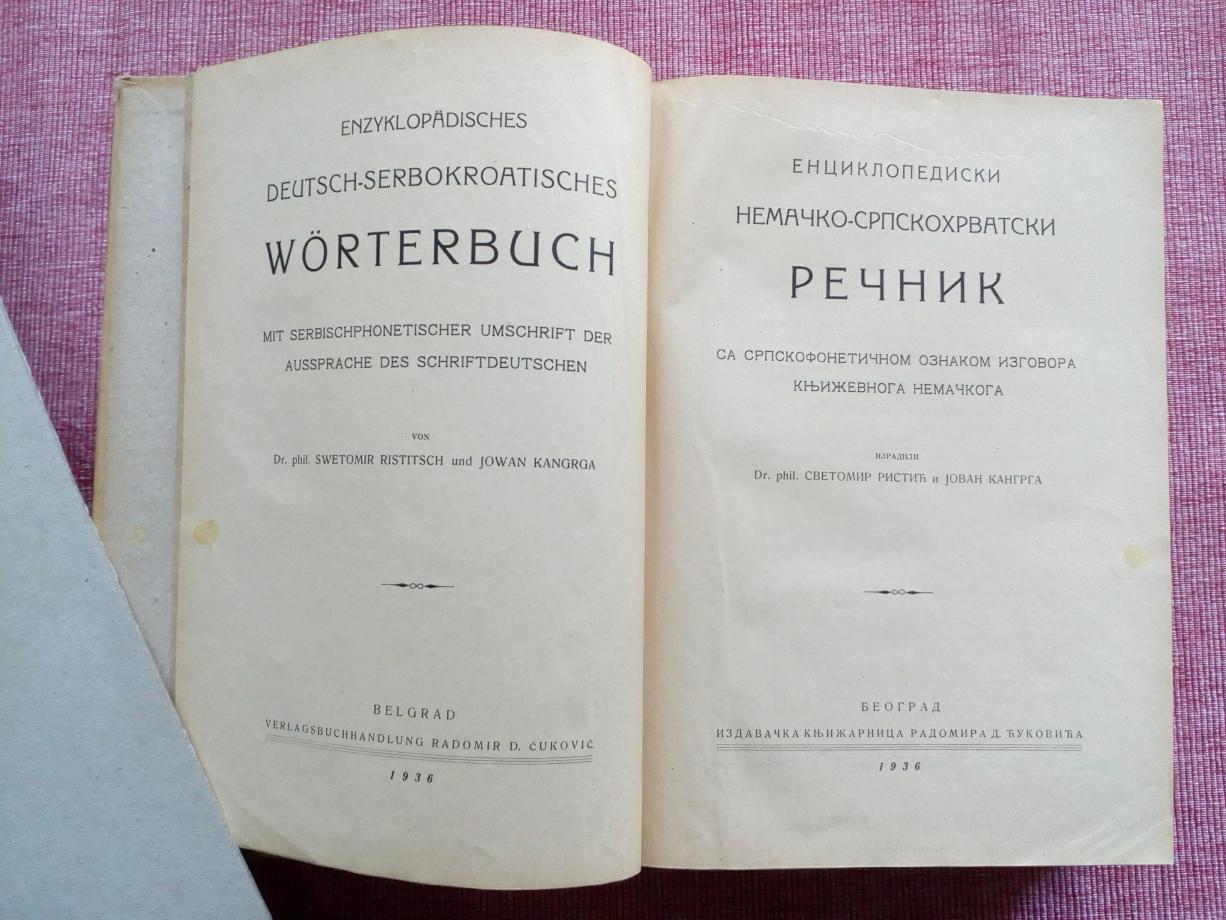 ENZYKLOPÄDISCHES
DEUTSCH-SERBOKROATISCHES
WÖRTERBUCH
MIT SERBISCHPHONETISCHER UMSCHRIFT DER
AUSSPRACHE DES SCHRIFTDEUTSCHEN
VON
Dr. phil. SWETOMIR RISTITSCH und JOWAN KANGRGA
BELGRAD
VERLAGSBUCHHANDLUNG RADOMIR D. ĆUKOVIĆ
1936
ЕНЦИКЛОПЕДИСКИ
НЕМАЧКО-СРПСКОХРВАТСКИ
РЕЧНИК
СА СРПСКОФОНЕТИЧНОМ ОЗНАКОМ ИЗГОВОРА
КЊИЖЕВНОГА НЕМАЧКОГА
ИЗРАДИЛИ
Dr. phil. СВЕТОМИР РИСТИЋ и ЈОВАН КАНГРГА
БЕОГРАД
ИЗДАВАЧКА КЊИЖАРНИЦА РАДОМИРА Д. ЋУКОВИЋА
1936